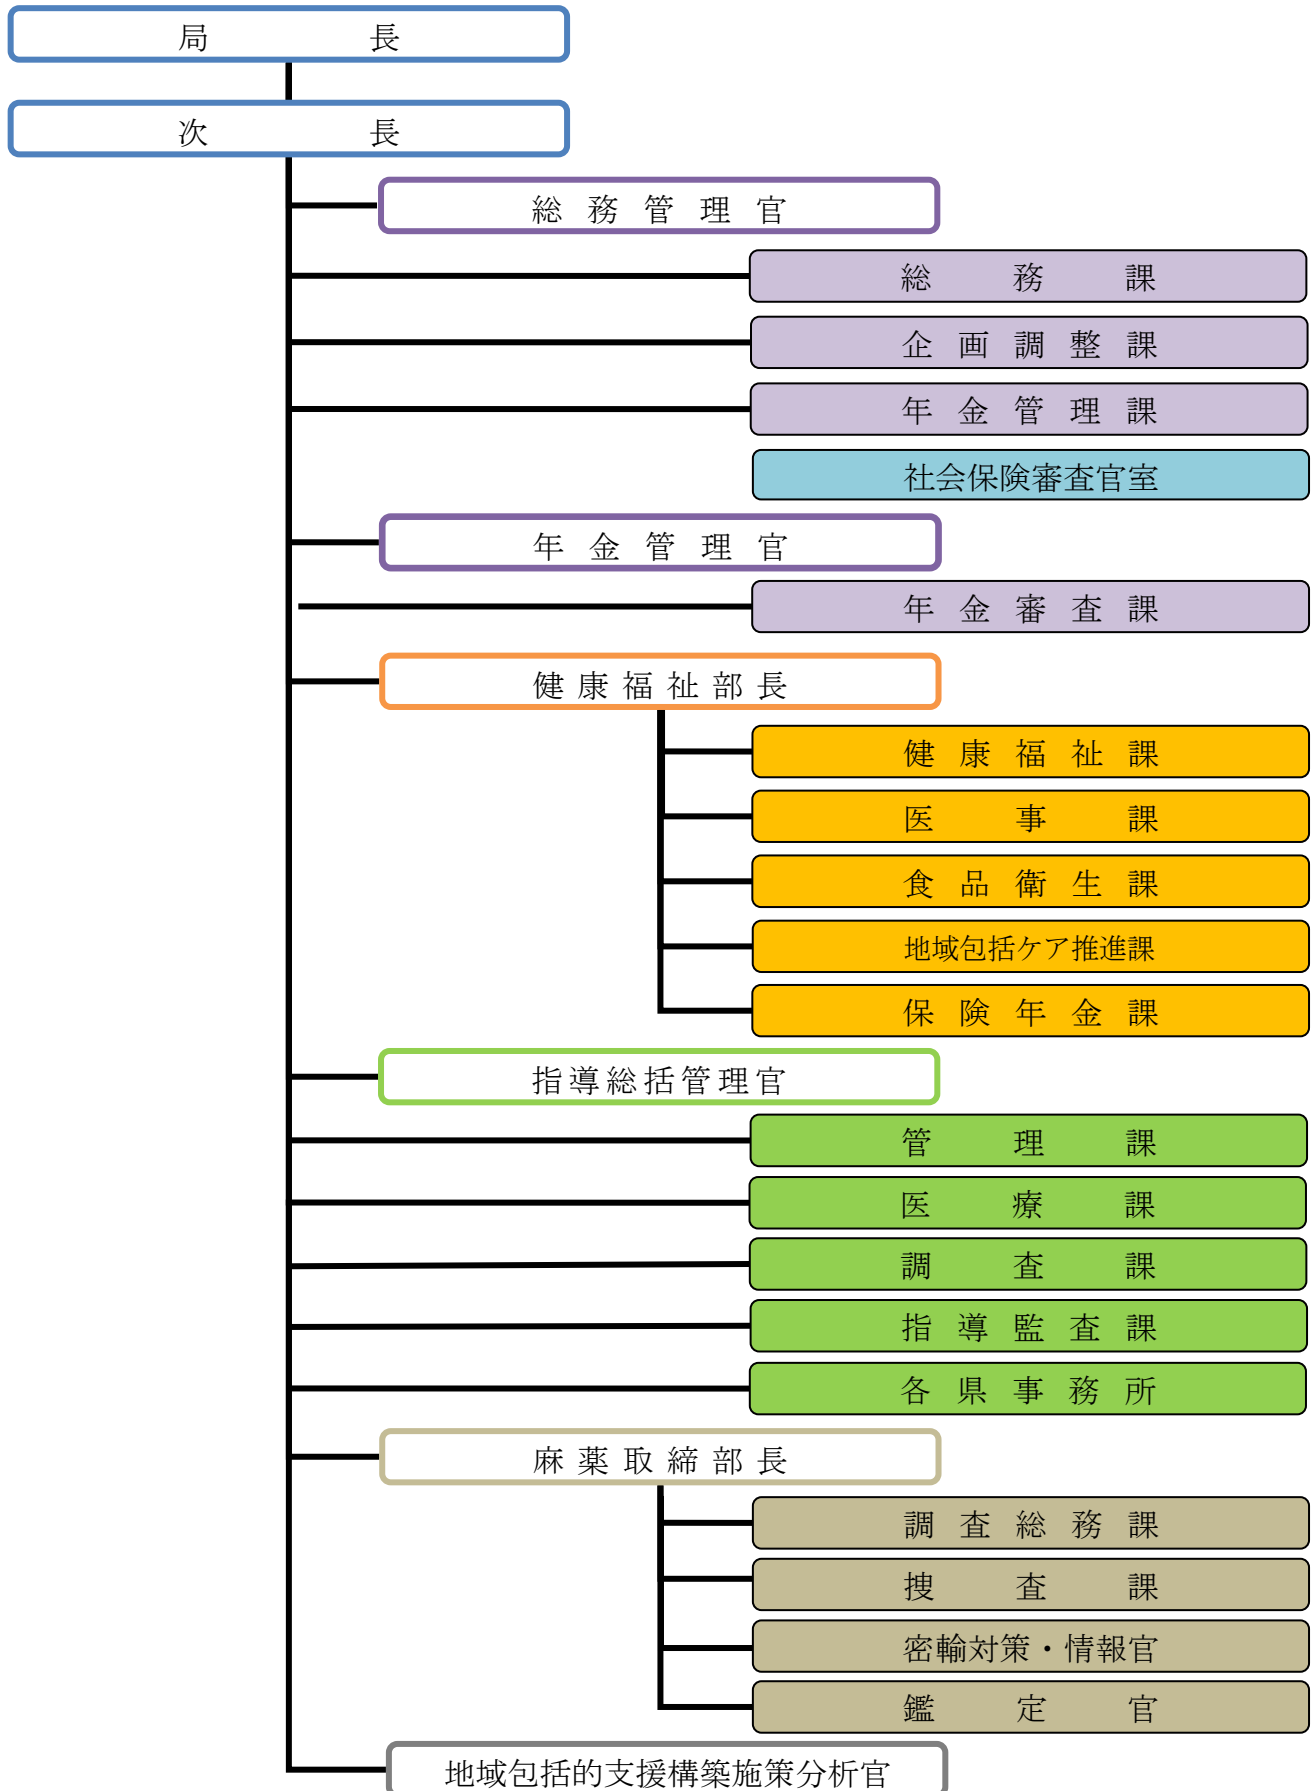 局長
次長
総務管理官
総務課
企画調整課
年金管理課
社会保険審査官室
年金管理官
年金審査課
健康福祉部長
健康福祉課
医事課
食品衛生課
地域包括ケア推進課
保険年金課
指導総括管理官
管理課
医療課
調査課
指導監査課
各県事務所
麻薬取締部長
調査総務課
捜査課
密輸対策・情報官
鑑定官
地域包括的支援構築施策分析官